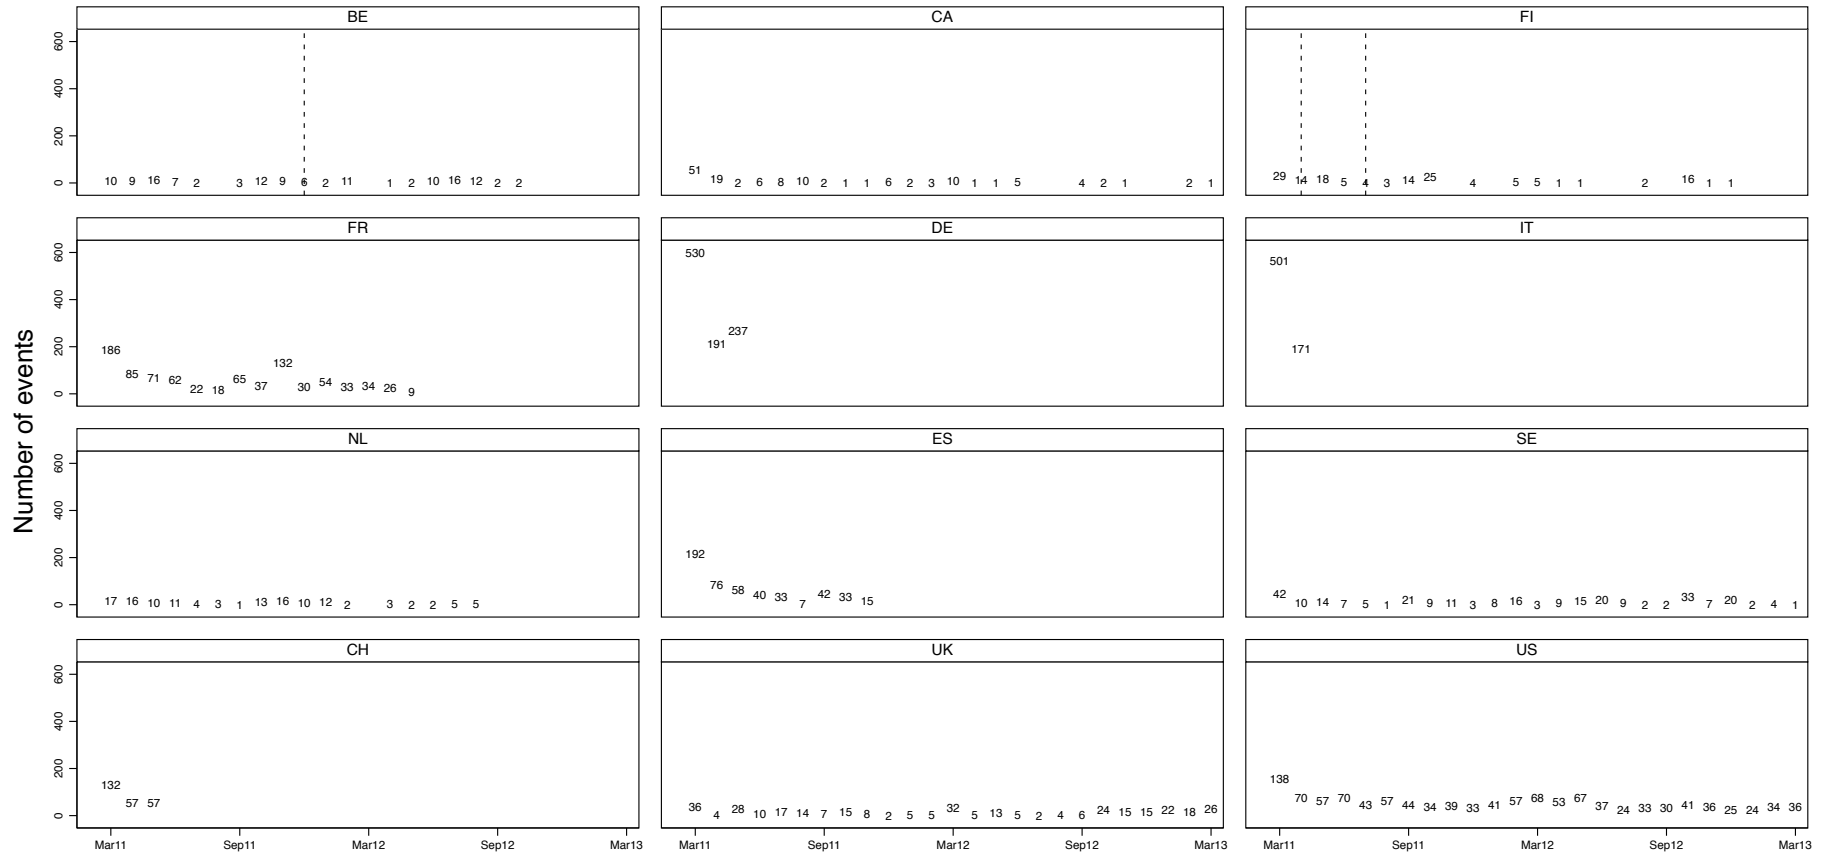 BE CA FI
600
400
200
0
10 9 16 7 2 3 12 9 6 2 11 1 2 10 16 12 2 2
51 19 2 6 8 10 2 1 1 6 2 3 10 1 1 5 4 2 1 2 1
29 14 18 5 4 3 14 25 4 5 5 1 1 2 16 1 1
FR DE IT
600
400
200
0
186 85 71 62 22 18 65 37 132 30 54 33 34 26 9
530 191 237
501 171
Number of events
NL ES SE
600
400
200
0
17 16 10 11 4 3 1 13 16 10 12 2 3 2 2 5 5
192 76 58 40 33 7 42 33 15
42 10 14 7 5 1 21 9 11 3 8 16 3 9 15 20 9 2 2 33 7 20 2 4 1
CH UK US
600
400
200
0
132 57 57
36 4 28 10 17 14 7 15 8 2 5 5 32 5 13 5 2 4 6 24 15 15 22 18 26
138 70 57 70 43 57 44 34 39 33 41 57 68 53 67 37 24 33 30 41 36 25 24 34 36
Mar11 Sep11 Mar12 Sep12 Mar13 Mar11 Sep11 Mar12 Sep12 Mar13 Mar11 Sep11 Mar12 Sep12 Mar13